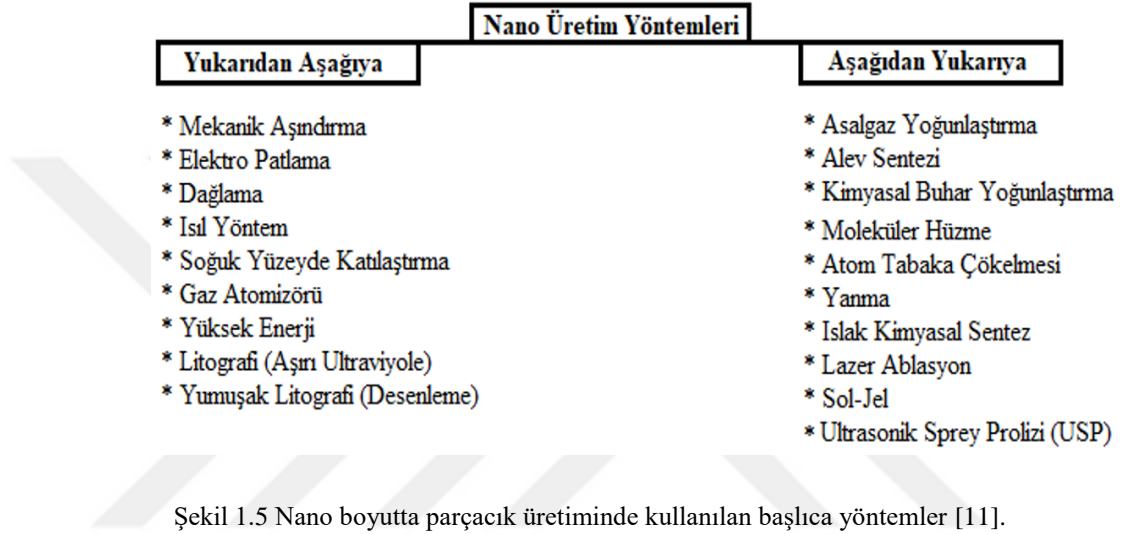 Nano Üretim Yöntemleri
Yukarıdan Aşağıya
* Mekanik Aşındırma
* Elektro Patlama
* Dağlama
* Isıl Yöntem
* Soğuk Yüzeyde Katılaştırma
* Gaz Atomizörü
* Yüksek Enerji
* Litografi (Aşırı Ultraviyole)
* Yumuşak Litografi (Desenleme)
Aşağıdan Yukarıya
* Asalgaz Yoğunlaştırma
* Alev Sentezi
* Kimyasal Buhar Yoğunlaştırma
* Moleküler Hüzme
* Atom Tabaka Çökelmesi
* Yanma
* Islak Kimyasal Sentez
* Lazer Ablasyon
* Sol-Jel
* Ultrasonik Sprey Prolizi (USP)
Şekil 1.5 Nano boyutta parçacık üretiminde kullanılan başlıca yöntemler [11].